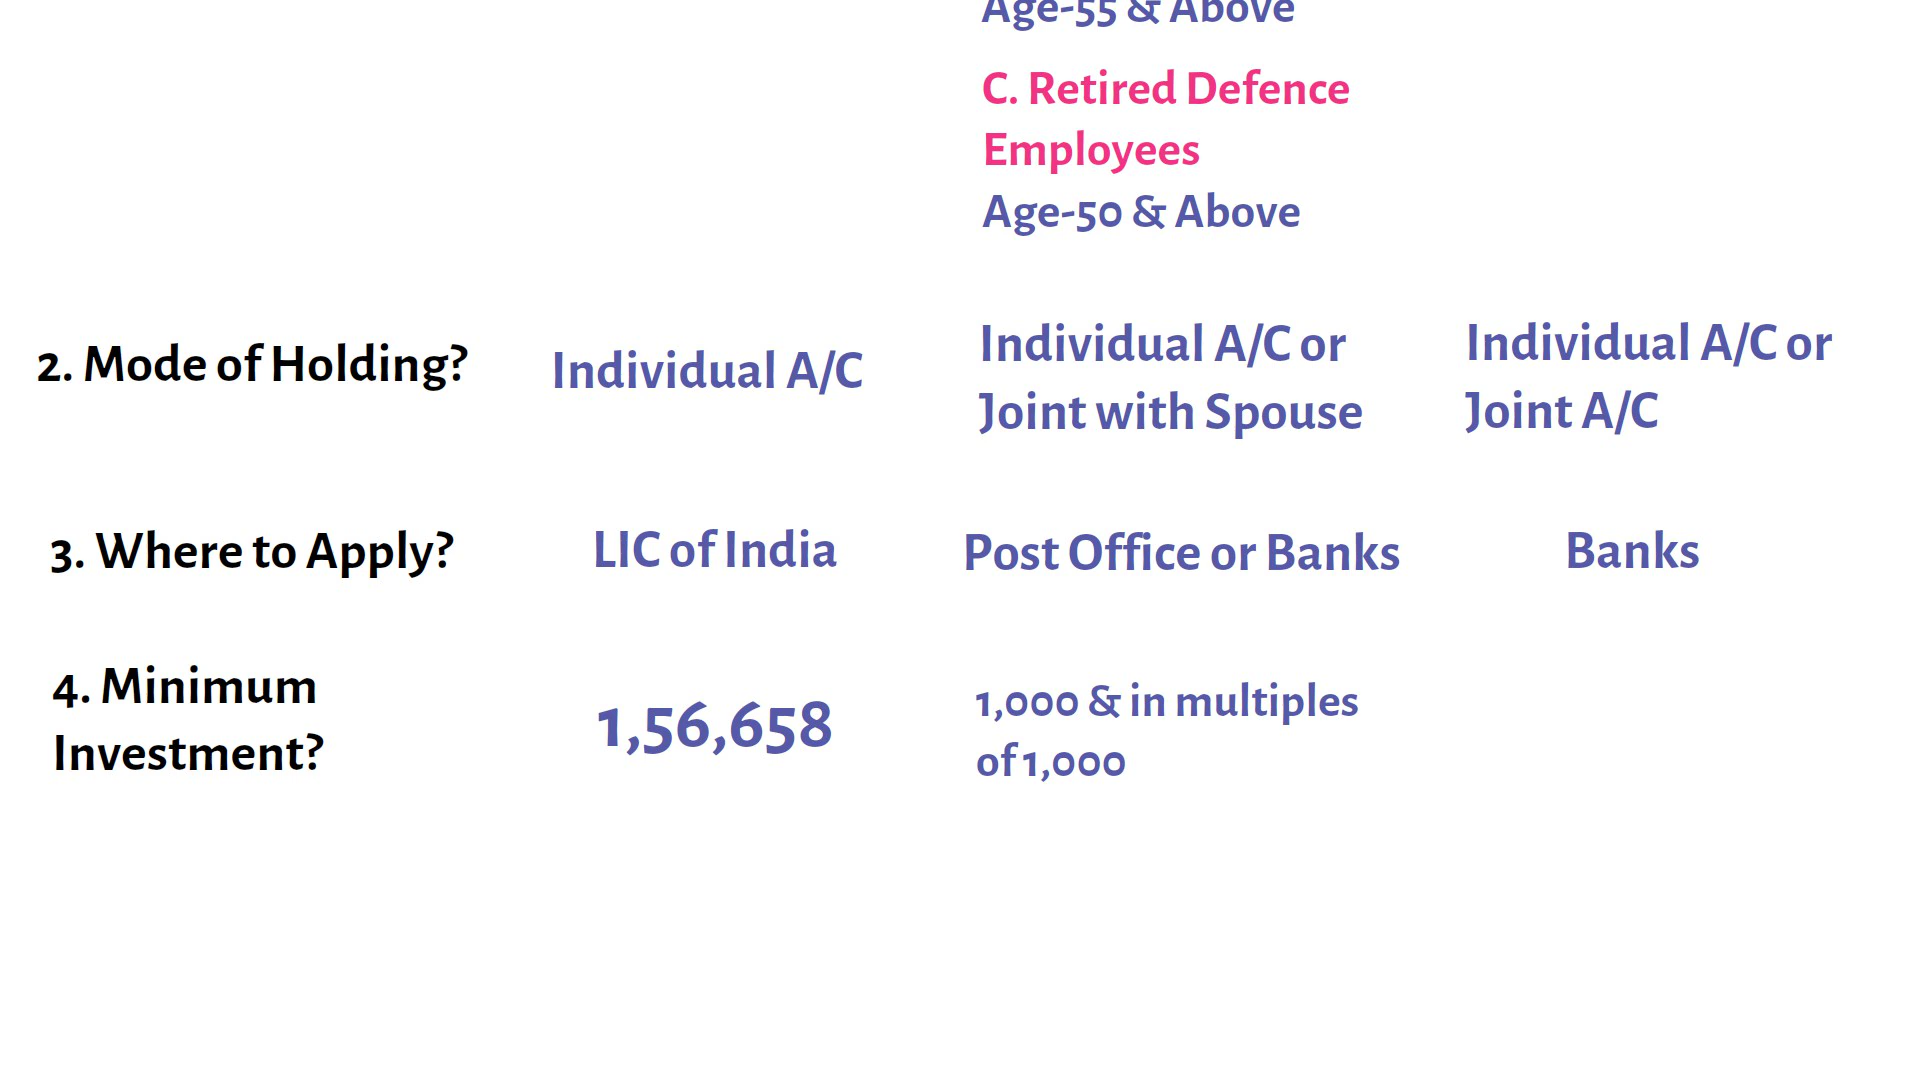 Age-55 & Above
C. Retired Defence
Employees
Age-50 & Above
2. Mode of Holding?
Individual A/C
Individual A/C or
Joint with Spouse
Individual A/C or
Joint A/C
3. Where to Apply?
LIC of India
Post Office or Banks
Banks
4. Minimum
Investment?
1,56,658
1,000 & in multiples
of 1,000